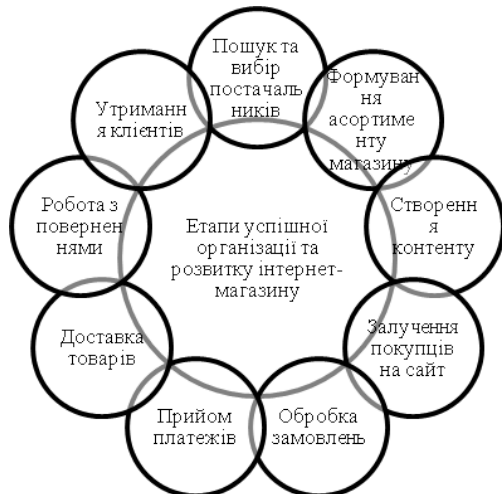 Пошук та
вибір
постачаль
ників
Формуван
ня
асортиме
нту
магазину
Створенн
я
контенту
Залучення
покупців
на сайт
Обробка
замовлень
Прийом
платежів
Доставка
товарів
Робота з
повернен
нями
Утриманн
я клієнтів
Етапи успішної
організації та
розвитку інтернет-
магазину